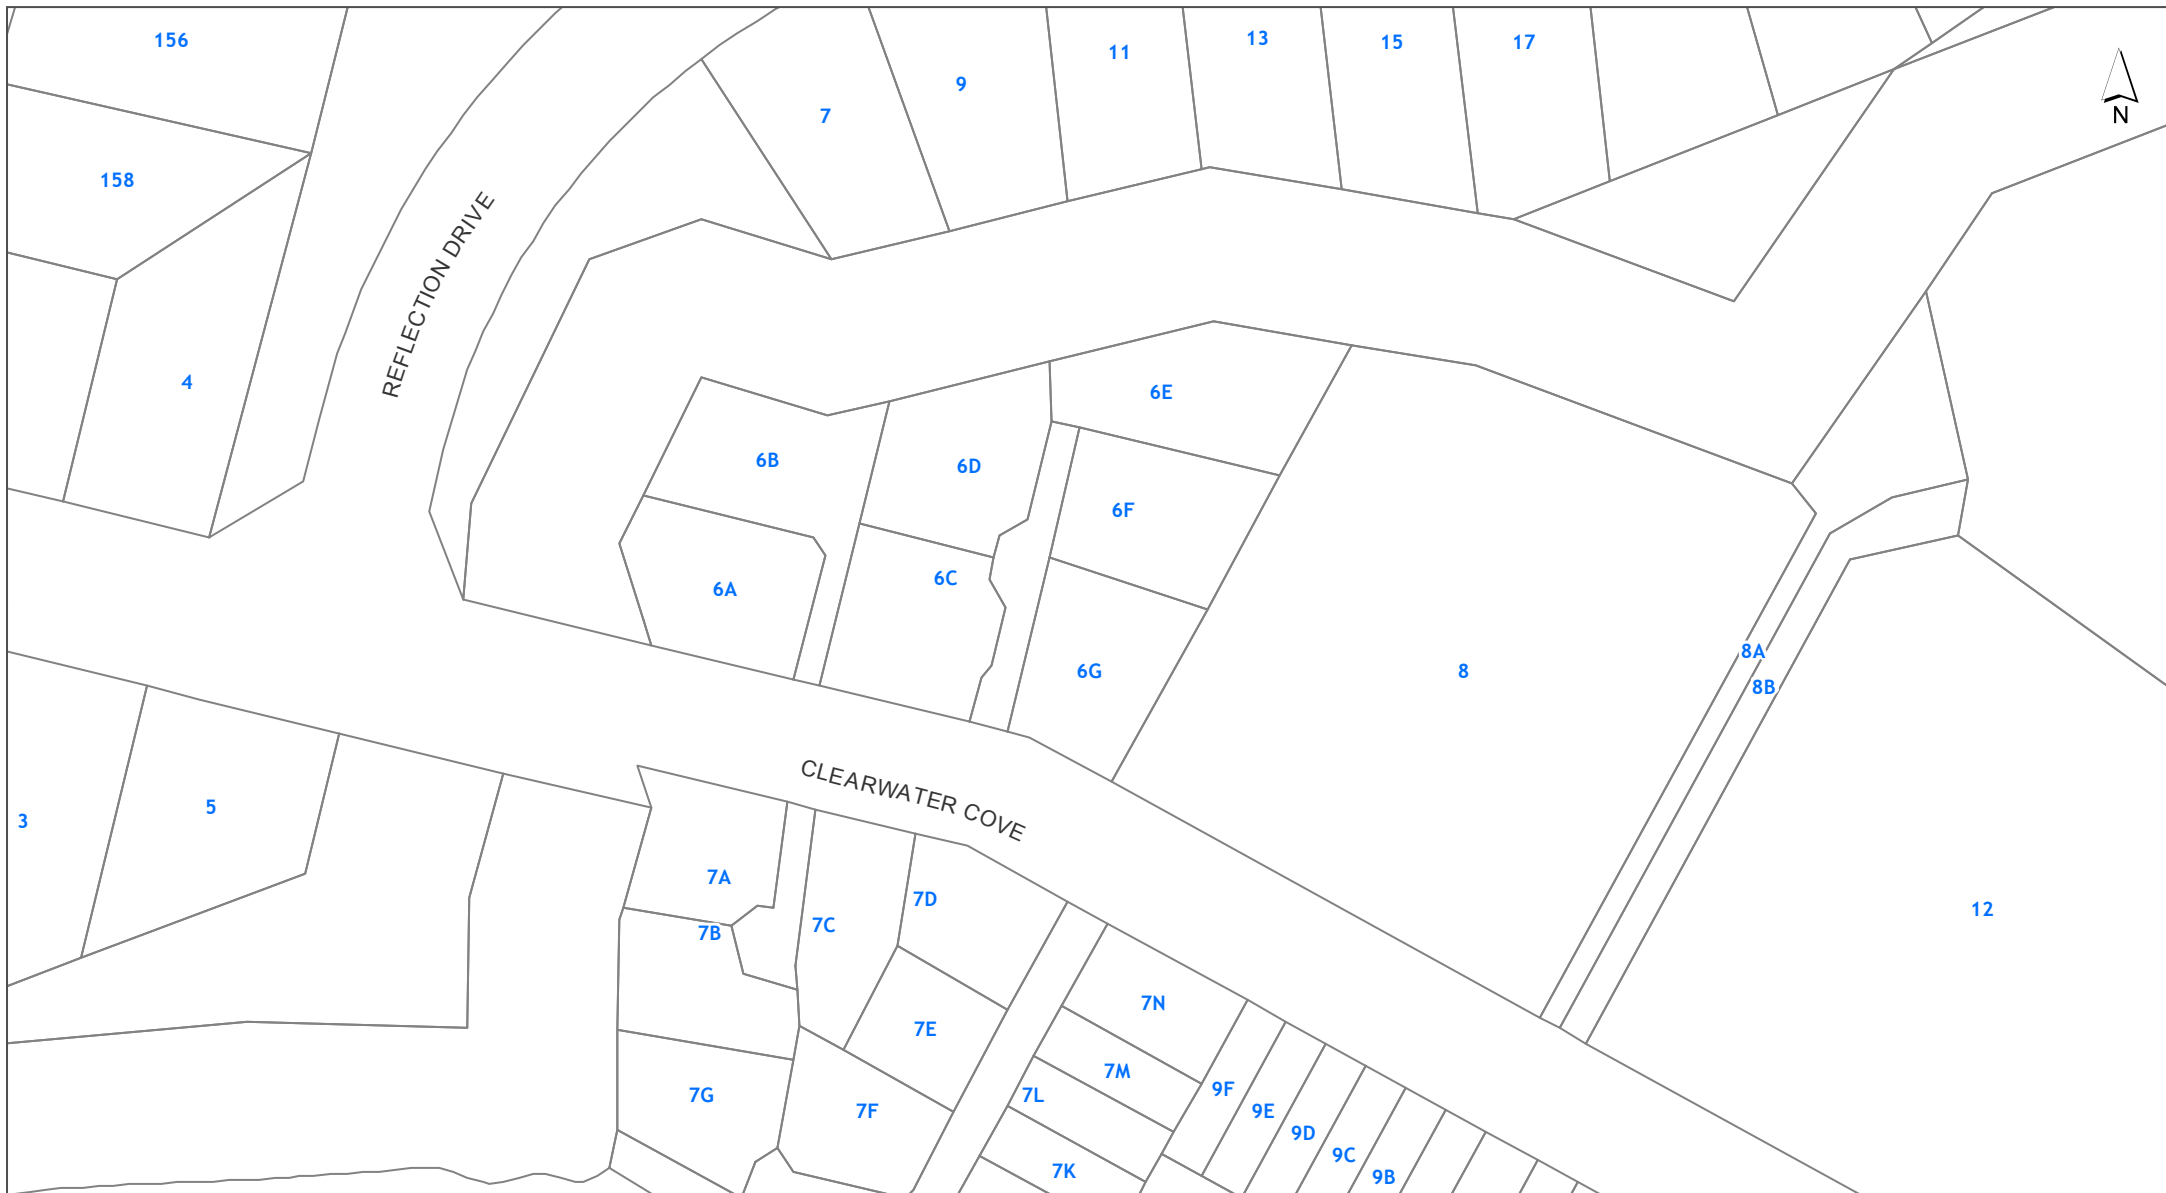 156
13
15
17
11
9
7
N
158
REFLECTION DRIVE
4
6E
6B
6D
6F
6C
6A
8A
6G
8
8B
CLEARWATER COVE
5
3
7A
7D
12
7C
7B
7N
7E
7M
9F
7G
7L
7F
9E
9D
9C
7K
9B